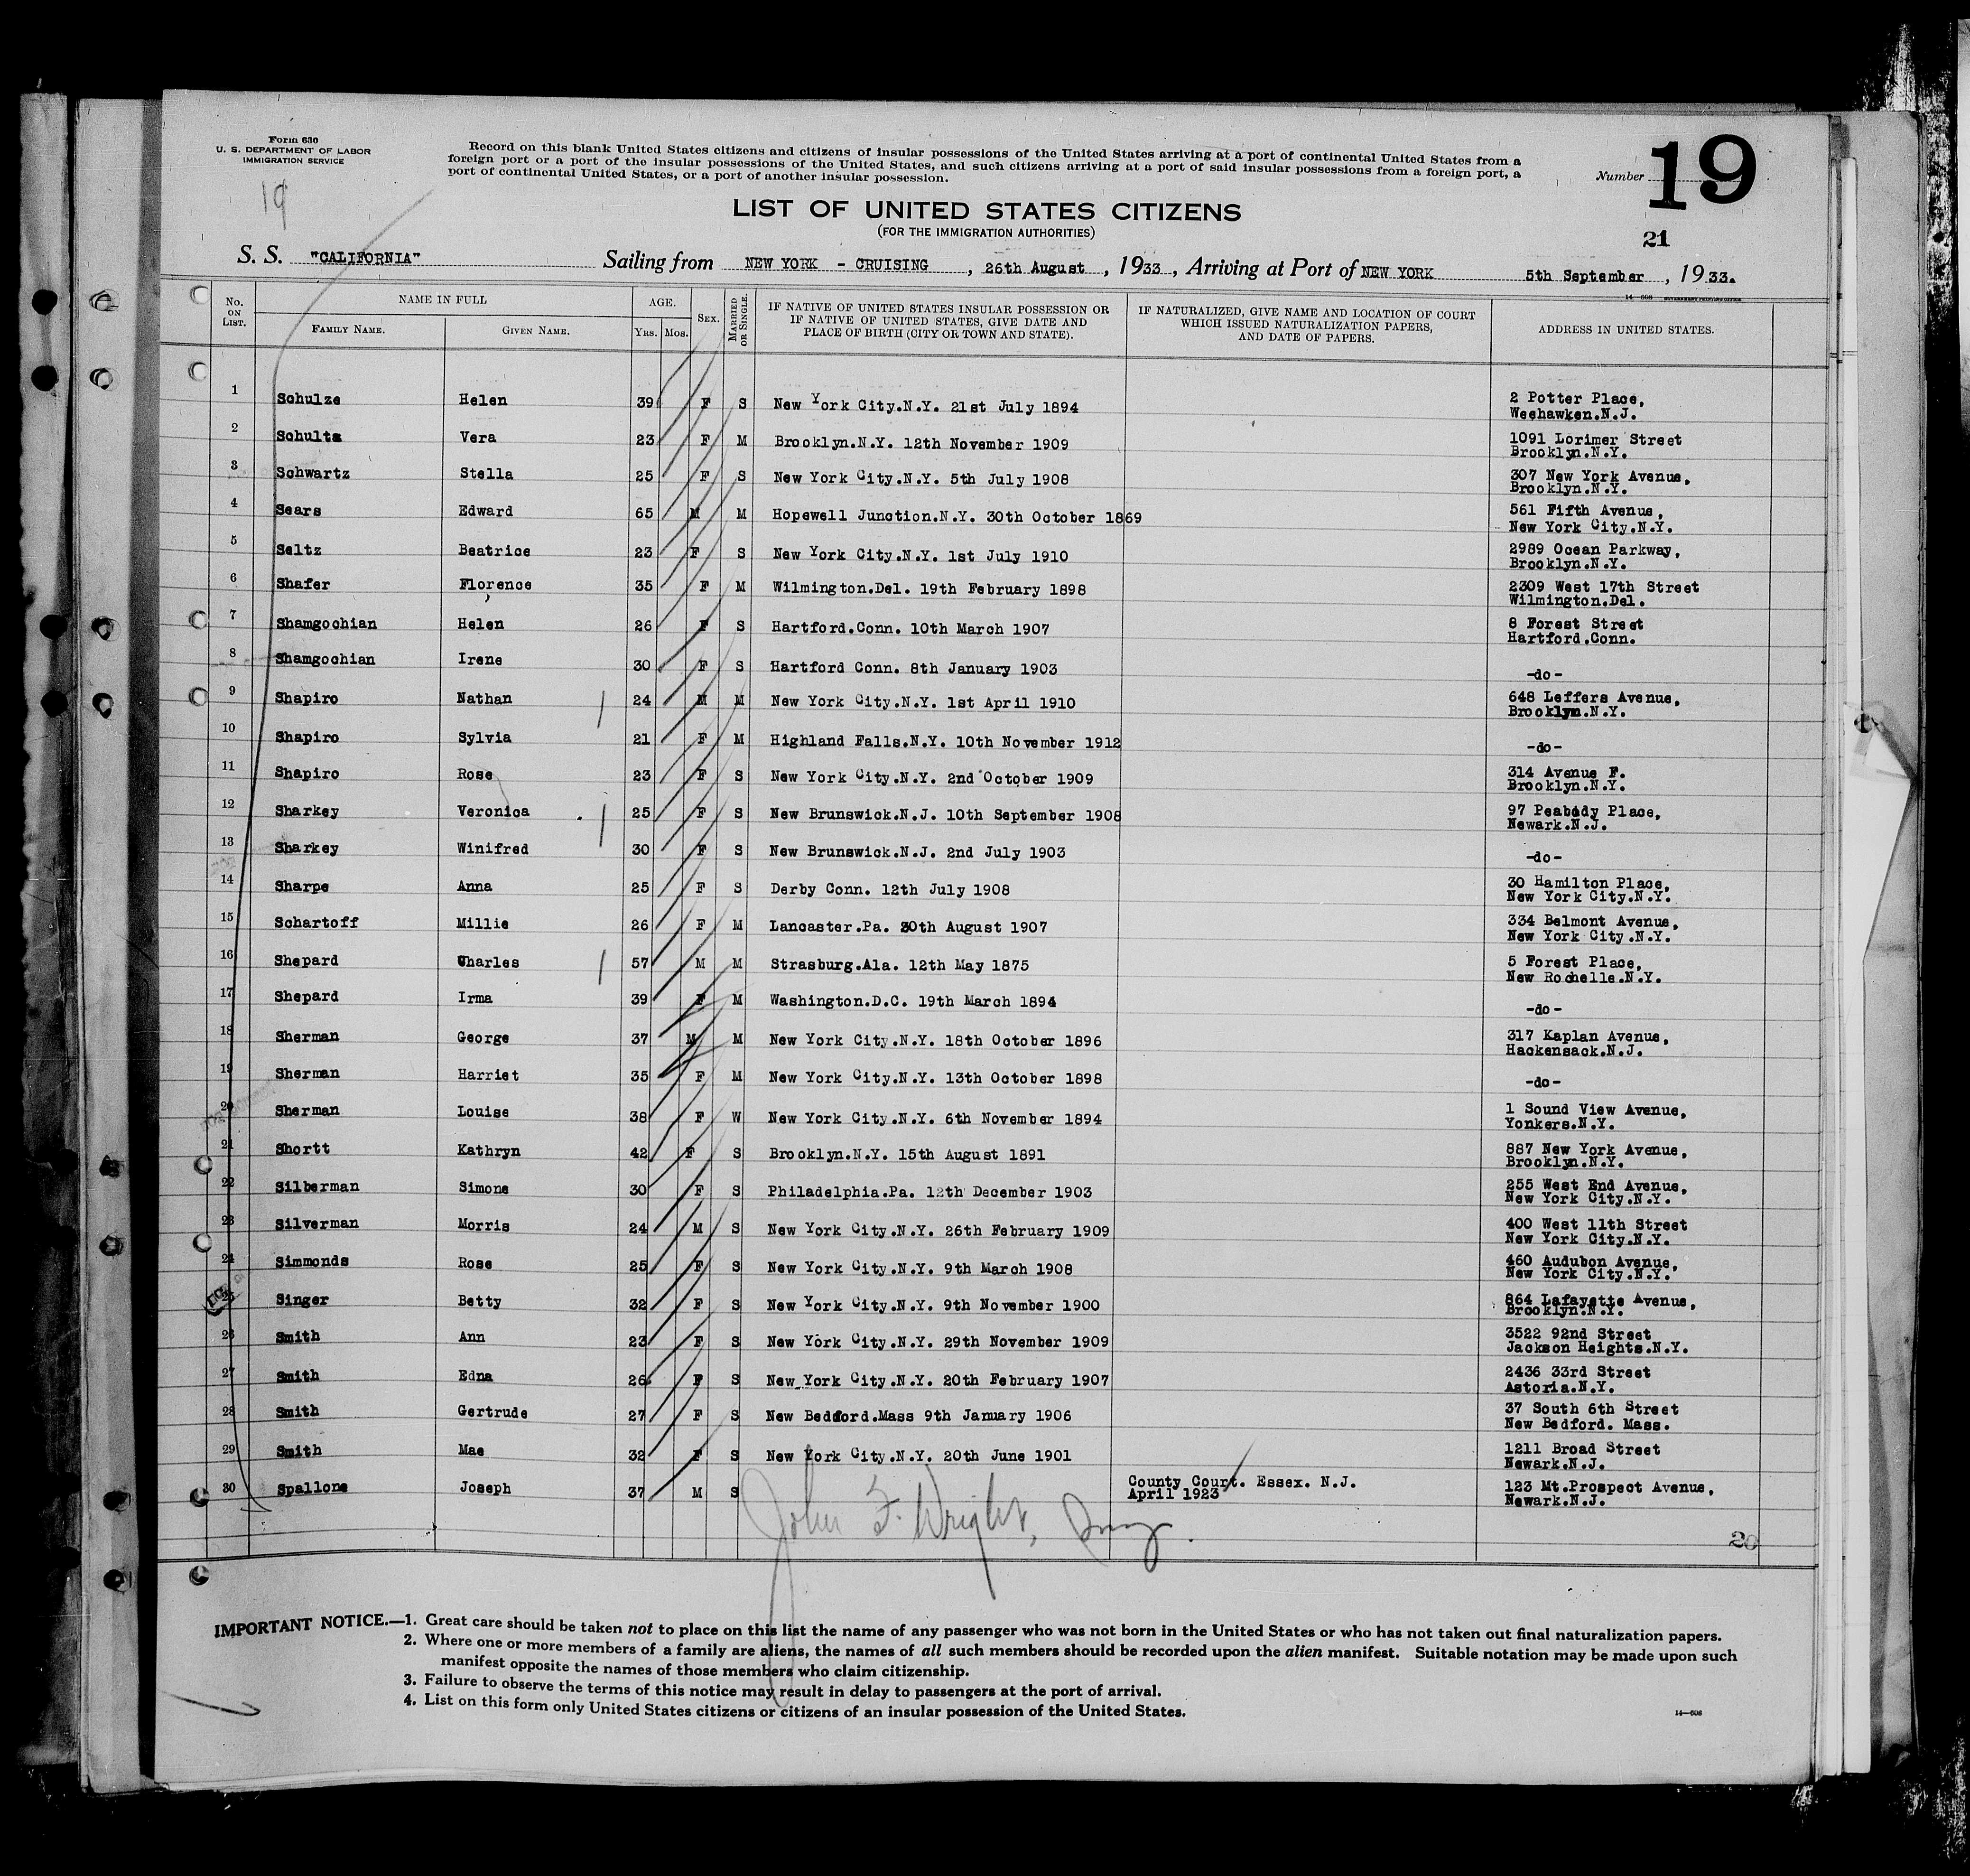 Form 630
U. S. DEPARTMENT OF LABOR
IMMIGRATION SERVICE
19
Record on this blank United States citizens and citizens of insular possessions of the United States arriving at a port of continental United States from a
foreign port or a port of the insular possessions of the United States, and such citizens arriving at a port of said insular possessions from a foreign port, a
port of continental United States, or a port of another insular possession.
Number 19
LIST OF UNITED STATES CITIZENS
(FOR THE IMMIGRATION AUTHORITIES)
21
S. S. "CALIFORNIA" Sailing from NEW YORK - CRUISING, 26th August, 1933, Arriving at Port of NEW YORK 5th September, 1933.
14-608 GOVERNMENT PRINTING OFFICE
No. ON LIST. NAME IN FULL FAMILY NAME. GIVEN NAME. AGE. YRS. MOS. SEX. MARRIED OR SINGLE. IF NATIVE OF UNITED STATES INSULAR POSSESSION OR IF NATIVE OF UNITED STATES, GIVE DATE AND PLACE OF BIRTH (CITY OR TOWN AND STATE). IF NATURALIZED, GIVE NAME AND LOCATION OF COURT WHICH ISSUED NATURALIZATION PAPERS, AND DATE OF PAPERS. ADDRESS IN UNITED STATES.
1 Schulze Helen 39 F S New York City.N.Y. 21st July 1894 2 Potter Place,
Weehawken.N.J.
2 Schultz Vera 23 F M Brooklyn.N.Y. 12th November 1909 1091 Lorimer Street
Brooklyn.N.Y.
3 Schwartz Stella 25 F S New York City.N.Y. 5th July 1908 307 New York Avenue,
Brooklyn.N.Y.
4 Sears Edward 65 M M Hopewell Junction.N.Y. 30th October 1869 561 Fifth Avenue,
New York City.N.Y.
5 Seltz Beatrice 23 F S New York City.N.Y. 1st July 1910 2989 Ocean Parkway,
Brooklyn.N.Y.
6 Shafer Florence 35 F M Wilmington.Del. 19th February 1898 2309 West 17th Street
Wilmington.Del.
7 Shamgochian Helen 26 F S Hartford.Conn. 10th March 1907 8 Forest Street
Hartford.Conn.
8 Shamgochian Irene 30 F S Hartford Conn. 8th January 1903 -do-
9 Shapiro Nathan 24 M M New York City.N.Y. 1st April 1910 648 Leffers Avenue,
Brooklyn.N.Y.
10 Shapiro Sylvia 21 F M Highland Falls.N.Y. 10th November 1912 -do-
11 Shapiro Rose 23 F S New York City.N.Y. 2nd October 1909 314 Avenue F.
Brooklyn.N.Y.
12 Sharkey Veronica 25 F S New Brunswick.N.J. 10th September 1908 97 Peabody Place,
Newark.N.J.
13 Sharkey Winifred 30 F S New Brunswick.N.J. 2nd July 1903 -do-
14 Sharpe Anna 25 F S Derby Conn. 12th July 1908 30 Hamilton Place,
New York City.N.Y.
15 Schartoff Millie 26 F M Lancaster.Pa. 30th August 1907 334 Belmont Avenue,
New York City.N.Y.
16 Shepard Charles 57 M M Strasburg.Ala. 12th May 1875 5 Forest Place,
New Rochelle.N.Y.
17 Shepard Irma 39 F M Washington.D.C. 19th March 1894 -do-
18 Sherman George 37 M M New York City.N.Y. 18th October 1896 317 Kaplan Avenue,
Hackensack.N.J.
19 Sherman Harriet 35 F M New York City.N.Y. 13th October 1898 -do-
20 Sherman Louise 38 F W New York City.N.Y. 6th November 1894 1 Sound View Avenue,
Yonkers.N.Y.
21 Shortt Kathryn 42 F S Brooklyn.N.Y. 15th August 1891 887 New York Avenue,
Brooklyn.N.Y.
22 Silberman Simone 30 F S Philadelphia.Pa. 12th December 1903 255 West End Avenue,
New York City.N.Y.
23 Silverman Morris 24 M S New York City.N.Y. 26th February 1909 400 West 11th Street
New York City.N.Y.
24 Simmonds Rose 25 F S New York City.N.Y. 9th March 1908 460 Audubon Avenue,
New York City.N.Y.
25 Singer Betty 32 F S New York City.N.Y. 9th November 1900 864 Lafayette Avenue,
Brooklyn.N.Y.
26 Smith Ann 23 F S New York City.N.Y. 29th November 1909 3522 92nd Street
Jackson Heights.N.Y.
27 Smith Edna 26 F S New York City.N.Y. 20th February 1907 2436 33rd Street
Astoria.N.Y.
28 Smith Gertrude 27 F S New Bedford.Mass 9th January 1906 37 South 6th Street
New Bedford. Mass.
29 Smith Mae 32 F S New York City.N.Y. 20th June 1901 1211 Broad Street
Newark.N.J.
30 Spallone Joseph 37 M S County Court. Essex. N.J.
April 1923 123 Mt.Prospect Avenue,
Newark.N.J.
John F. Wright,
20
IMPORTANT NOTICE.—1. Great care should be taken not to place on this list the name of any passenger who was not born in the United States or who has not taken out final naturalization papers.
2. Where one or more members of a family are aliens, the names of all such members should be recorded upon the alien manifest. Suitable notation may be made upon such
manifest opposite the names of those members who claim citizenship.
3. Failure to observe the terms of this notice may result in delay to passengers at the port of arrival.
4. List on this form only United States citizens or citizens of an insular possession of the United States.
14-608